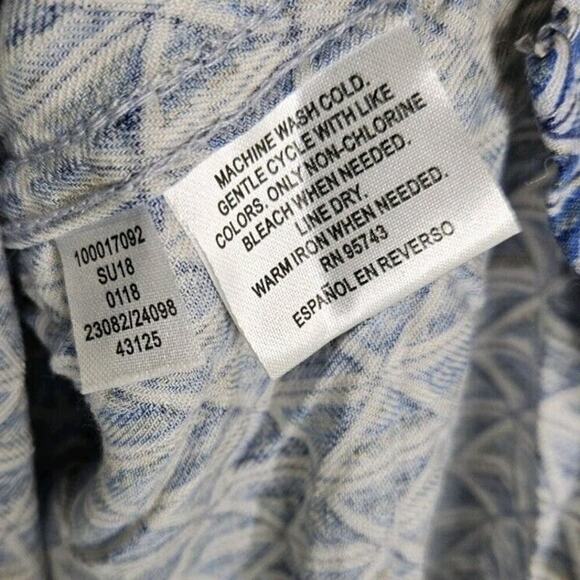 MACHINE WASH COLD.
GENTLE CYCLE WITH LIKE
COLORS. ONLY NON-CHLORINE
BLEACH WHEN NEEDED.
LINE DRY.
WARM IRON WHEN NEEDED.
RN 95743
ESPAÑOL EN REVERSO
100017092
SU18
0118
23082/24098
43125